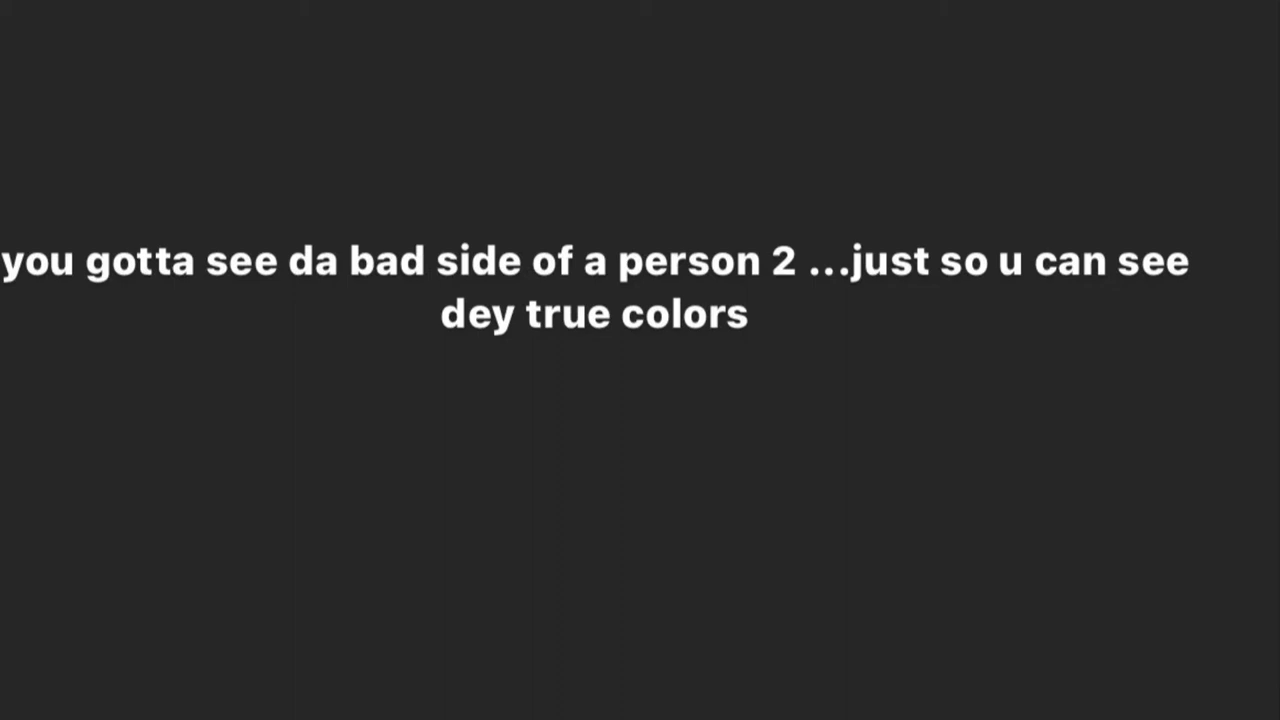 you gotta see da bad side of a person 2 ...just so u can see
dey true colors